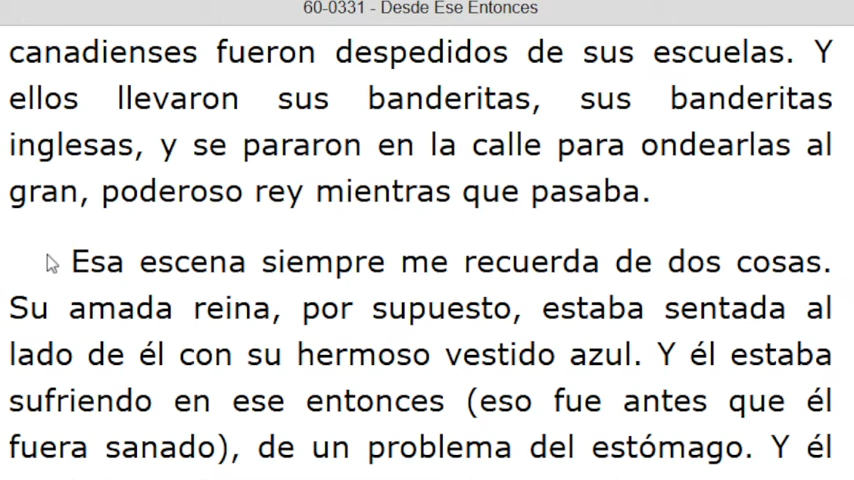 60-0331 - Desde Ese Entonces
canadienses fueron despedidos de sus escuelas. Y
ellos llevaron sus banderitas, sus banderitas
inglesas, y se pararon en la calle para ondearlas al
gran, poderoso rey mientras que pasaba.
Esa escena siempre me recuerda de dos cosas.
Su amada reina, por supuesto, estaba sentada al
lado de él con su hermoso vestido azul. Y él estaba
sufriendo en ese entonces (eso fue antes que él
fuera sanado), de un problema del estómago. Y él